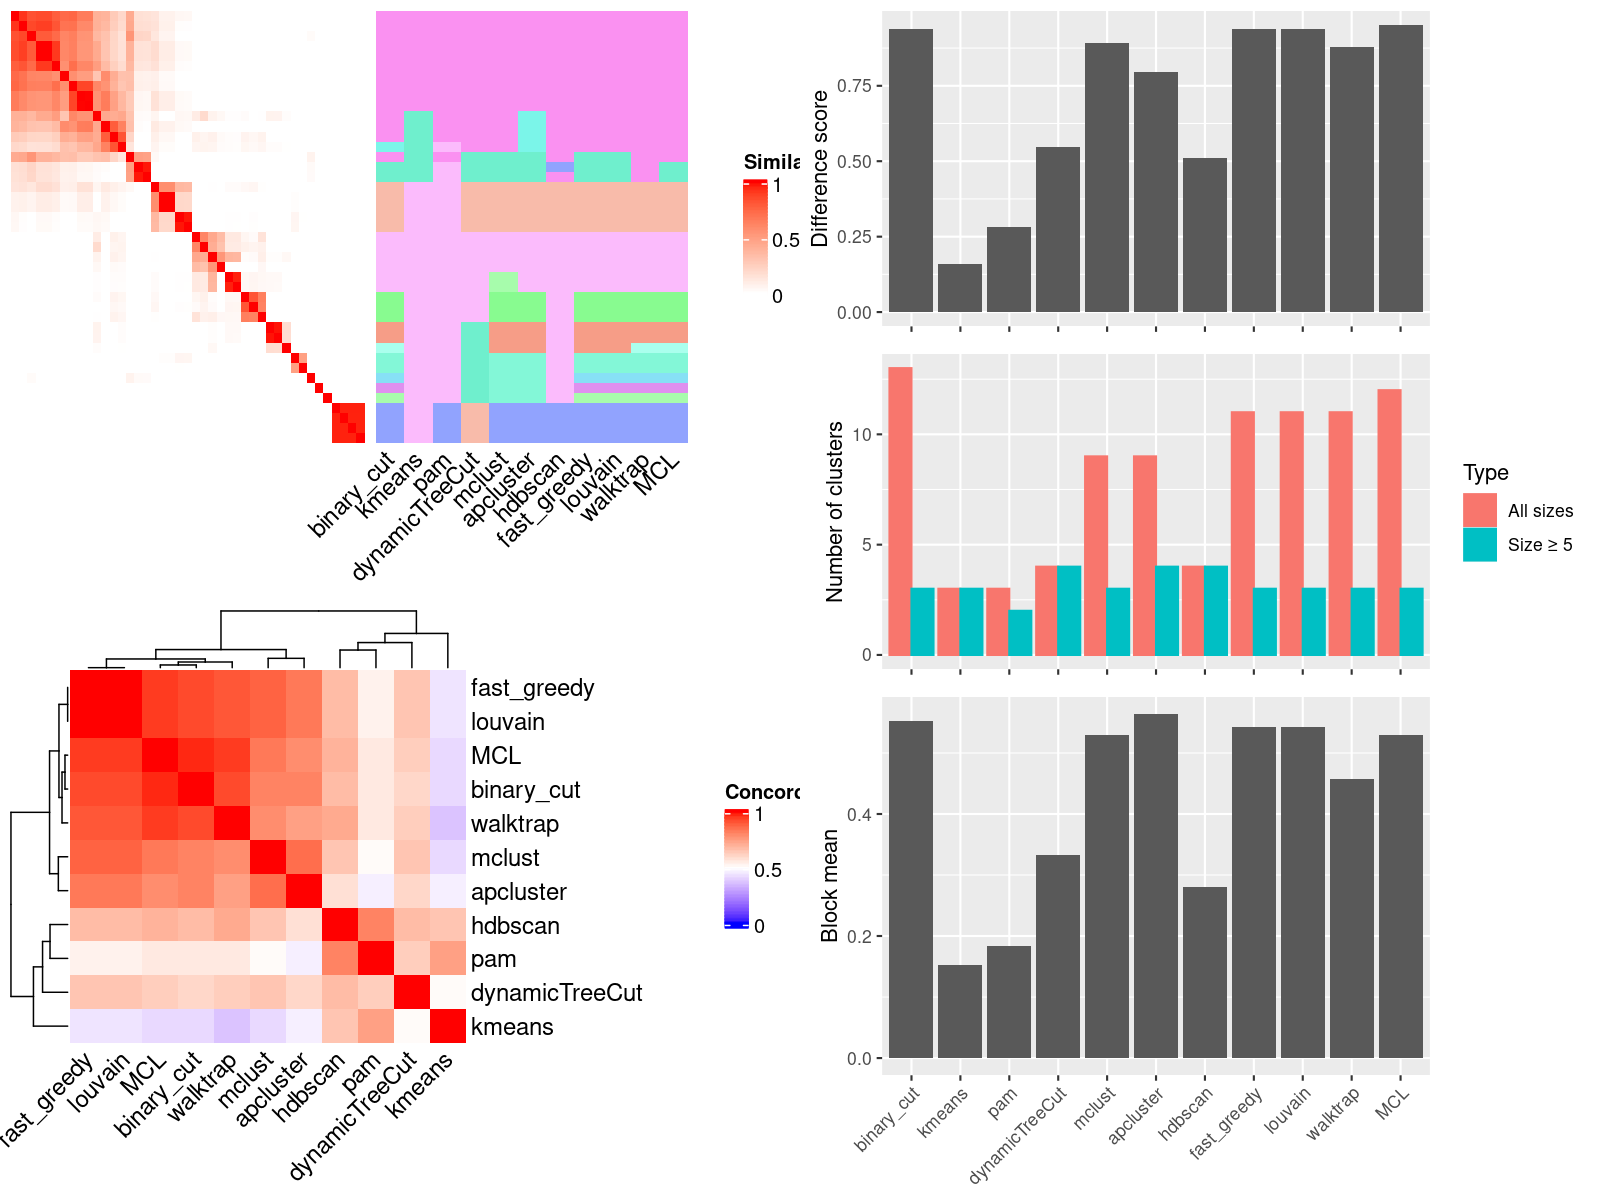 Simila
1
0.5
0
binary_cut
kmeans
pam
dynamicTreeCut
mclust
apcluster
hdbscan
fast_greedy
louvain
walktrap
MCL
fast_greedy
louvain
MCL
binary_cut
walktrap
mclust
apcluster
hdbscan
pam
dynamicTreeCut
kmeans
fast_greedy
louvain
MCL
binary_cut
walktrap
mclust
apcluster
hdbscan
pam
dynamicTreeCut
kmeans
Concord
1
0.5
0
Difference score
0.75
0.50
0.25
0.00
Number of clusters
10
5
0
Type
All sizes
Size ≥ 5
Block mean
0.4
0.2
0.0
binary_cut
kmeans
pam
dynamicTreeCut
mclust
apcluster
hdbscan
fast_greedy
louvain
walktrap
MCL